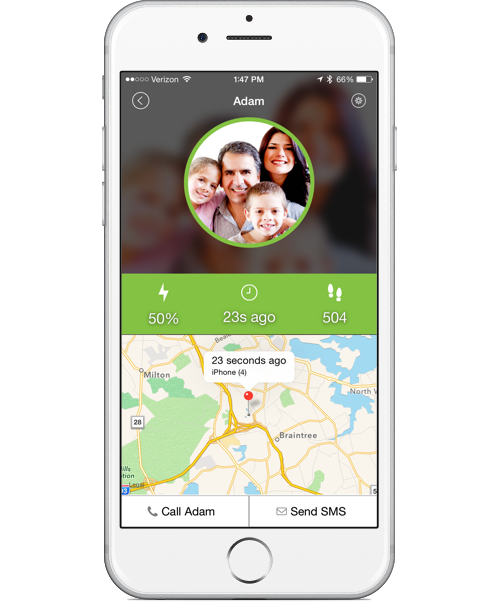 Verizon 1:47 PM 66%
Adam
50% 23s ago 504
23 seconds ago
iPhone (4)
Milton
28
Braintree
North W
Call Adam Send SMS